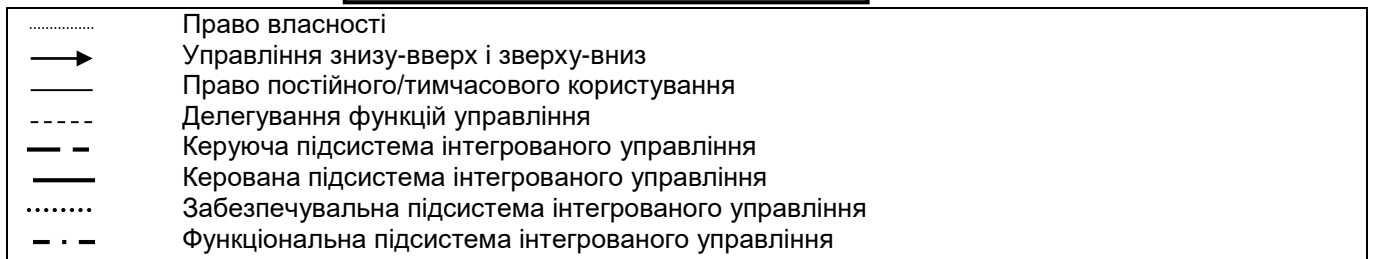 Право власності
Управління знизу-вверх і зверху-вниз
Право постійного/тимчасового користування
Делегування функцій управління
Керуюча підсистема інтегрованого управління
Керована підсистема інтегрованого управління
Забезпечувальна підсистема інтегрованого управління
Функціональна підсистема інтегрованого управління